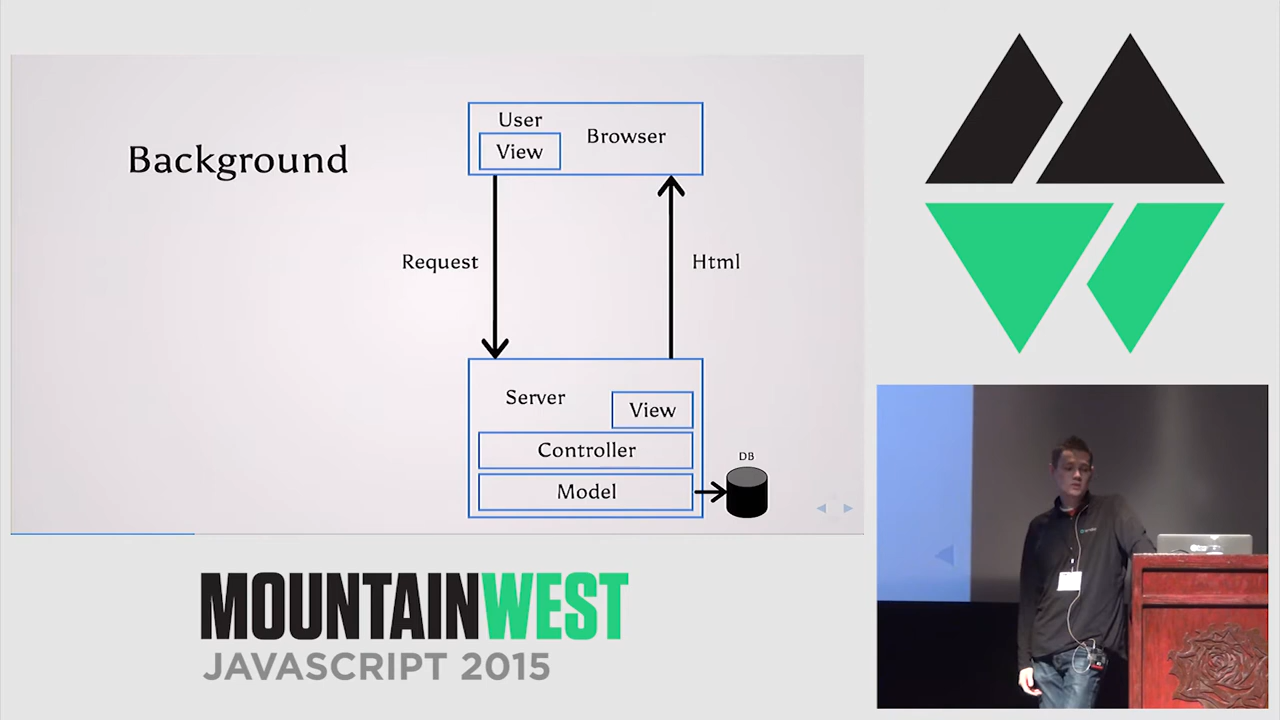 Background
User
View
Browser
Request
Html
Server
View
Controller
Model
DB
MOUNTAINWEST
JAVASCRIPT 2015